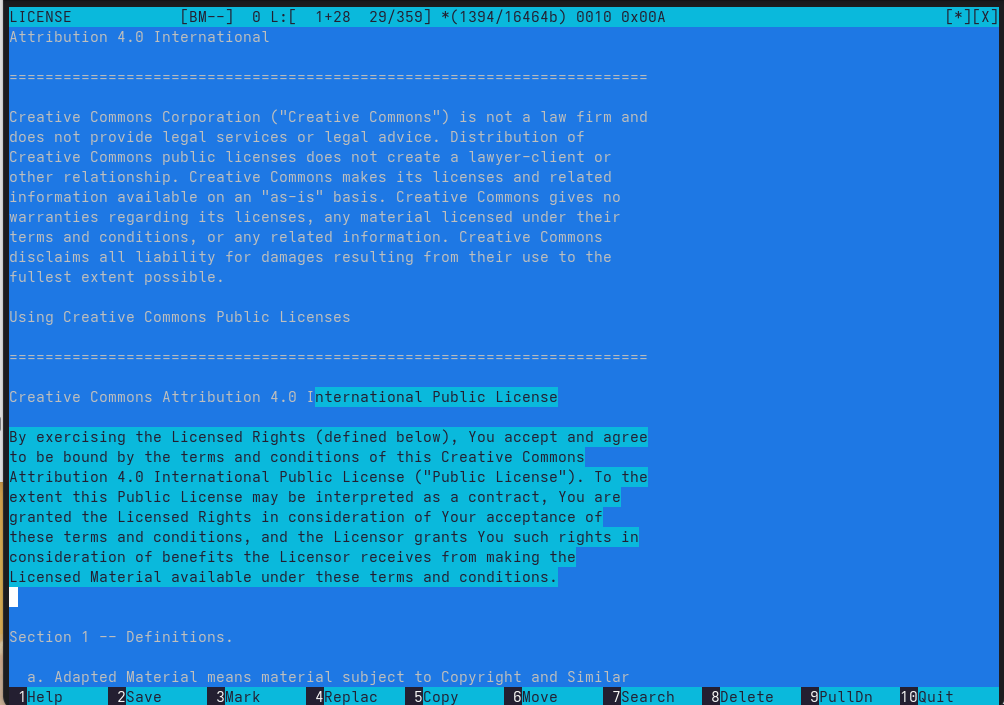 LICENSE [BM--] 0 L:[ 1+28 29/359] *(1394/16464b) 0010 0x00A [*][X]
Attribution 4.0 International
=======================================================================
Creative Commons Corporation ("Creative Commons") is not a law firm and
does not provide legal services or legal advice. Distribution of
Creative Commons public licenses does not create a lawyer-client or
other relationship. Creative Commons makes its licenses and related
information available on an "as-is" basis. Creative Commons gives no
warranties regarding its licenses, any material licensed under their
terms and conditions, or any related information. Creative Commons
disclaims all liability for damages resulting from their use to the
fullest extent possible.
Using Creative Commons Public Licenses
=======================================================================
Creative Commons Attribution 4.0 International Public License
By exercising the Licensed Rights (defined below), You accept and agree
to be bound by the terms and conditions of this Creative Commons
Attribution 4.0 International Public License ("Public License"). To the
extent this Public License may be interpreted as a contract, You are
granted the Licensed Rights in consideration of Your acceptance of
these terms and conditions, and the Licensor grants You such rights in
consideration of benefits the Licensor receives from making the
Licensed Material available under these terms and conditions.
Section 1 -- Definitions.
a. Adapted Material means material subject to Copyright and Similar
1Help 2Save 3Mark 4Replac 5Copy 6Move 7Search 8Delete 9PullDn 10Quit